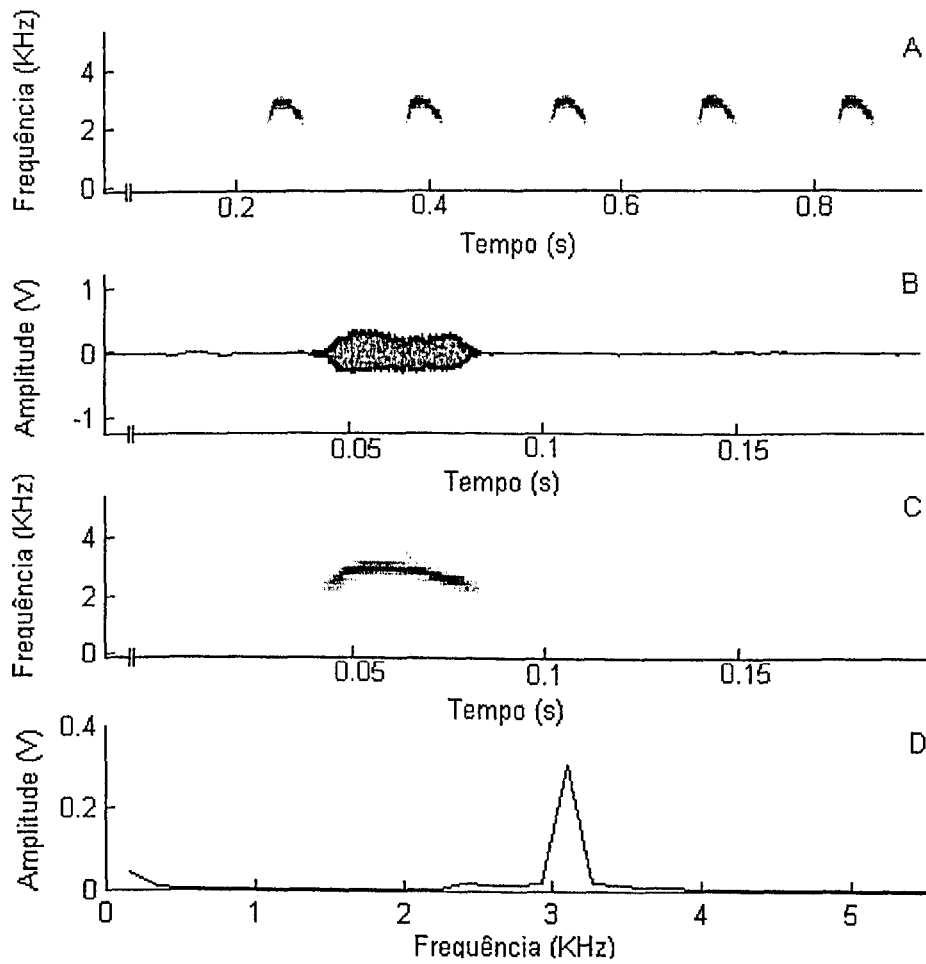 A
Frequência (KHz)
4
2
0
0.2 0.4 0.6 0.8
Tempo (s)
B
Amplitude (V)
1
0
-1
0.05 0.1 0.15
Tempo (s)
C
Frequência (KHz)
4
2
0
0.05 0.1 0.15
Tempo (s)
D
Amplitude (V)
0.4
0.2
0
0 1 2 3 4 5
Frequência (KHz)